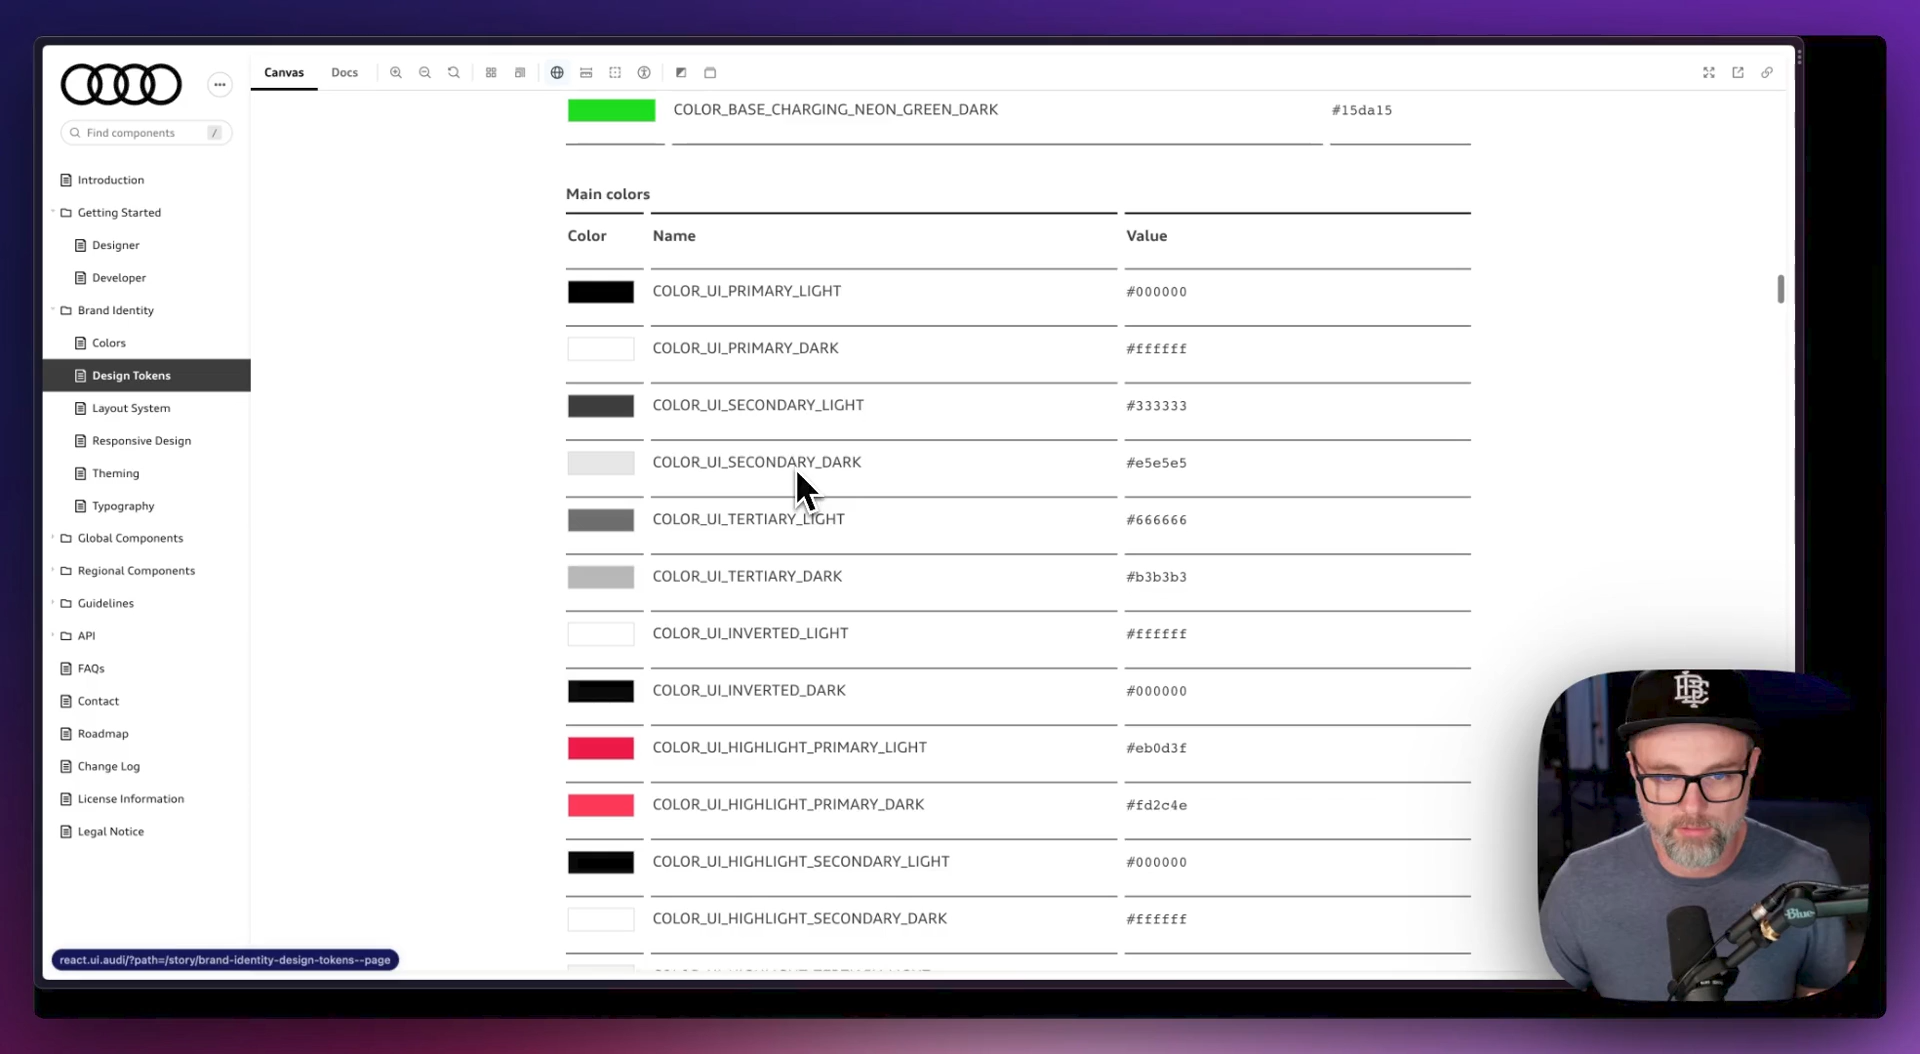 Canvas
Docs
Find components
/
Introduction
Getting Started
Designer
Developer
Brand Identity
Colors
Design Tokens
Layout System
Responsive Design
Theming
Typography
Global Components
Regional Components
Guidelines
API
FAQs
Contact
Roadmap
Change Log
License Information
Legal Notice
react.ui.audi/?path=/story/brand-identity-design-tokens--page
COLOR_BASE_CHARGING_NEON_GREEN_DARK #15da15
Main colors
Color Name Value
COLOR_UI_PRIMARY_LIGHT #000000
COLOR_UI_PRIMARY_DARK #ffffff
COLOR_UI_SECONDARY_LIGHT #333333
COLOR_UI_SECONDARY_DARK #e5e5e5
COLOR_UI_TERTIARY_LIGHT #666666
COLOR_UI_TERTIARY_DARK #b3b3b3
COLOR_UI_INVERTED_LIGHT #ffffff
COLOR_UI_INVERTED_DARK #000000
COLOR_UI_HIGHLIGHT_PRIMARY_LIGHT #eb0d3f
COLOR_UI_HIGHLIGHT_PRIMARY_DARK #fd2c4e
COLOR_UI_HIGHLIGHT_SECONDARY_LIGHT #000000
COLOR_UI_HIGHLIGHT_SECONDARY_DARK #ffffff
Blue